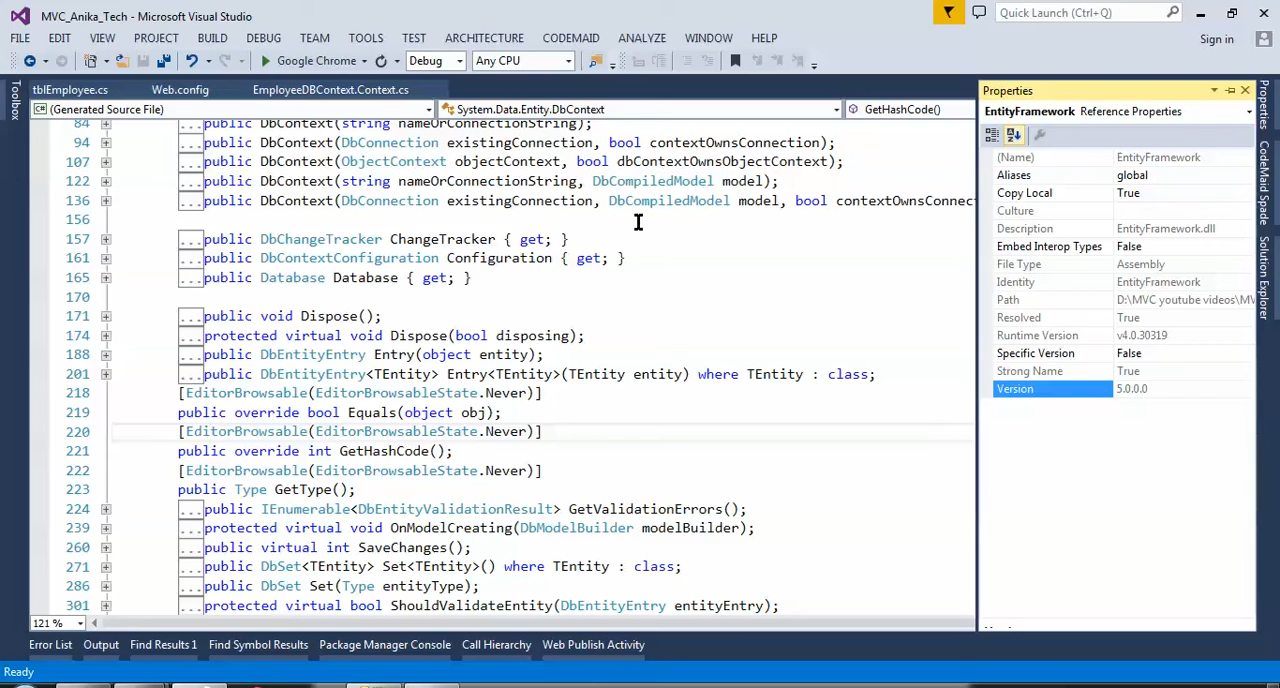 MVC_Anika_Tech - Microsoft Visual Studio
Quick Launch (Ctrl+Q)
FILE EDIT VIEW PROJECT BUILD DEBUG TEAM TOOLS TEST ARCHITECTURE CODEMAID ANALYZE WINDOW HELP
Sign in
Google Chrome Debug Any CPU
Toolbox
tblEmployee.cs Web.config EmployeeDBContext.Context.cs
(Generated Source File) System.Data.Entity.DbContext GetHashCode()
84 ...public DbContext(string nameOrConnectionString);
94 ...public DbContext(DbConnection existingConnection, bool contextOwnsConnection);
107 ...public DbContext(ObjectContext objectContext, bool dbContextOwnsObjectContext);
122 ...public DbContext(string nameOrConnectionString, DbCompiledModel model);
136 ...public DbContext(DbConnection existingConnection, DbCompiledModel model, bool contextOwnsConnec
156
157 ...public DbChangeTracker ChangeTracker { get; }
161 ...public DbContextConfiguration Configuration { get; }
165 ...public Database Database { get; }
170
171 ...public void Dispose();
174 ...protected virtual void Dispose(bool disposing);
188 ...public DbEntityEntry Entry(object entity);
201 ...public DbEntityEntry<TEntity> Entry<TEntity>(TEntity entity) where TEntity : class;
218 [EditorBrowsable(EditorBrowsableState.Never)]
219 public override bool Equals(object obj);
220 [EditorBrowsable(EditorBrowsableState.Never)]
221 public override int GetHashCode();
222 [EditorBrowsable(EditorBrowsableState.Never)]
223 public Type GetType();
224 ...public IEnumerable<DbEntityValidationResult> GetValidationErrors();
239 ...protected virtual void OnModelCreating(DbModelBuilder modelBuilder);
260 ...public virtual int SaveChanges();
271 ...public DbSet<TEntity> Set<TEntity>() where TEntity : class;
286 ...public DbSet Set(Type entityType);
301 ...protected virtual bool ShouldValidateEntity(DbEntityEntry entityEntry);
121 %
Properties
EntityFramework Reference Properties
(Name) EntityFramework
Aliases global
Copy Local True
Culture
Description EntityFramework.dll
Embed Interop Types False
File Type Assembly
Identity EntityFramework
Path D:\MVC youtube videos\MV
Resolved True
Runtime Version v4.0.30319
Specific Version False
Strong Name True
Version 5.0.0.0
Properties
CodeMaid Spade
Solution Explorer
Error List Output Find Results 1 Find Symbol Results Package Manager Console Call Hierarchy Web Publish Activity
Ready